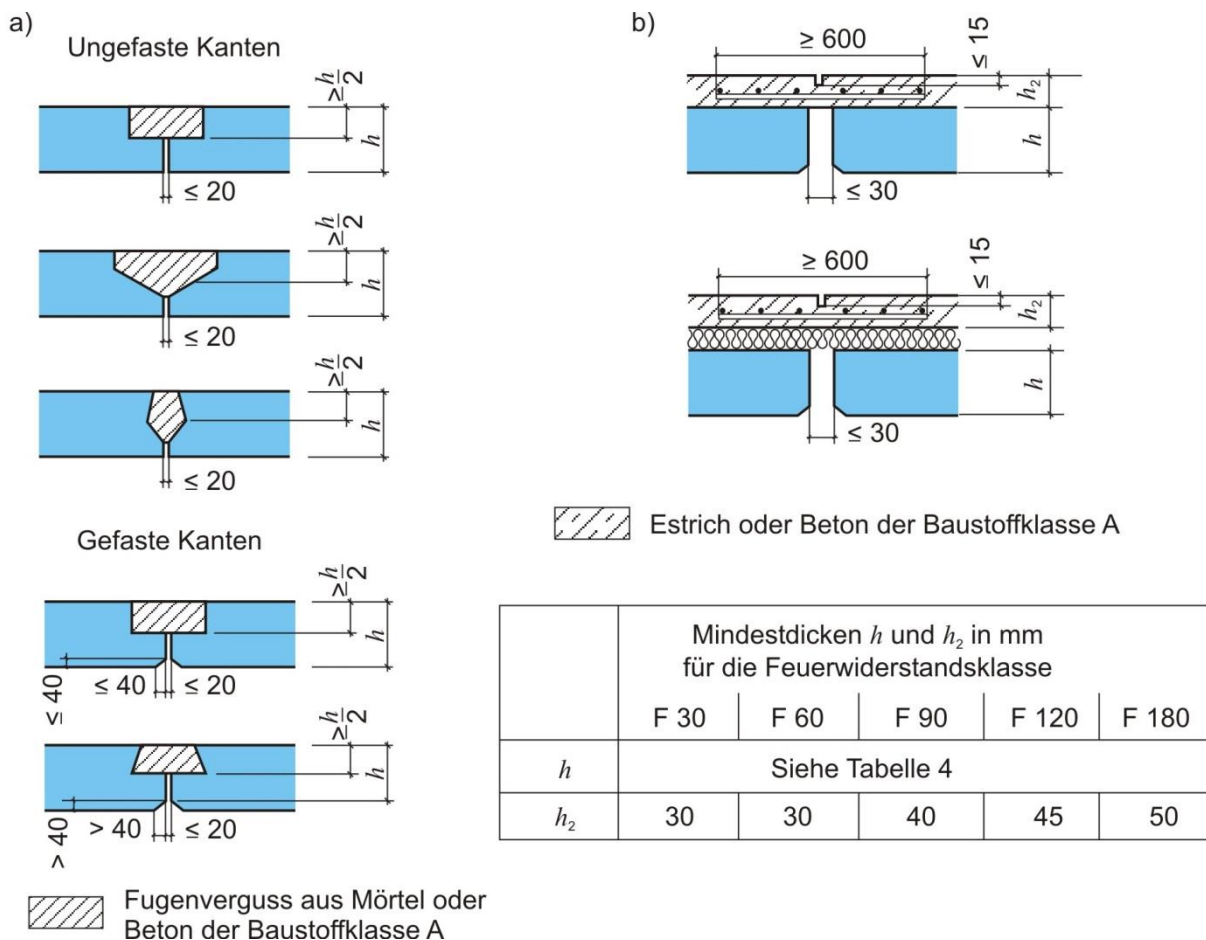 a)
Ungefaste Kanten
≥ h/2
h
≤ 20
≥ h/2
h
≤ 20
≥ h/2
h
≤ 20
Gefaste Kanten
≥ h/2
h
≤ 40
≤ 40
≤ 20
≥ h/2
h
> 40
> 40
≤ 20
Fugenverguss aus Mörtel oder
Beton der Baustoffklasse A
b)
≥ 600
≤ 15
h₂
h
≤ 30
≥ 600
≤ 15
h₂
h
≤ 30
Estrich oder Beton der Baustoffklasse A
Mindestdicken h und h₂ in mm
für die Feuerwiderstandsklasse
F 30 F 60 F 90 F 120 F 180
h Siehe Tabelle 4
h₂ 30 30 40 45 50